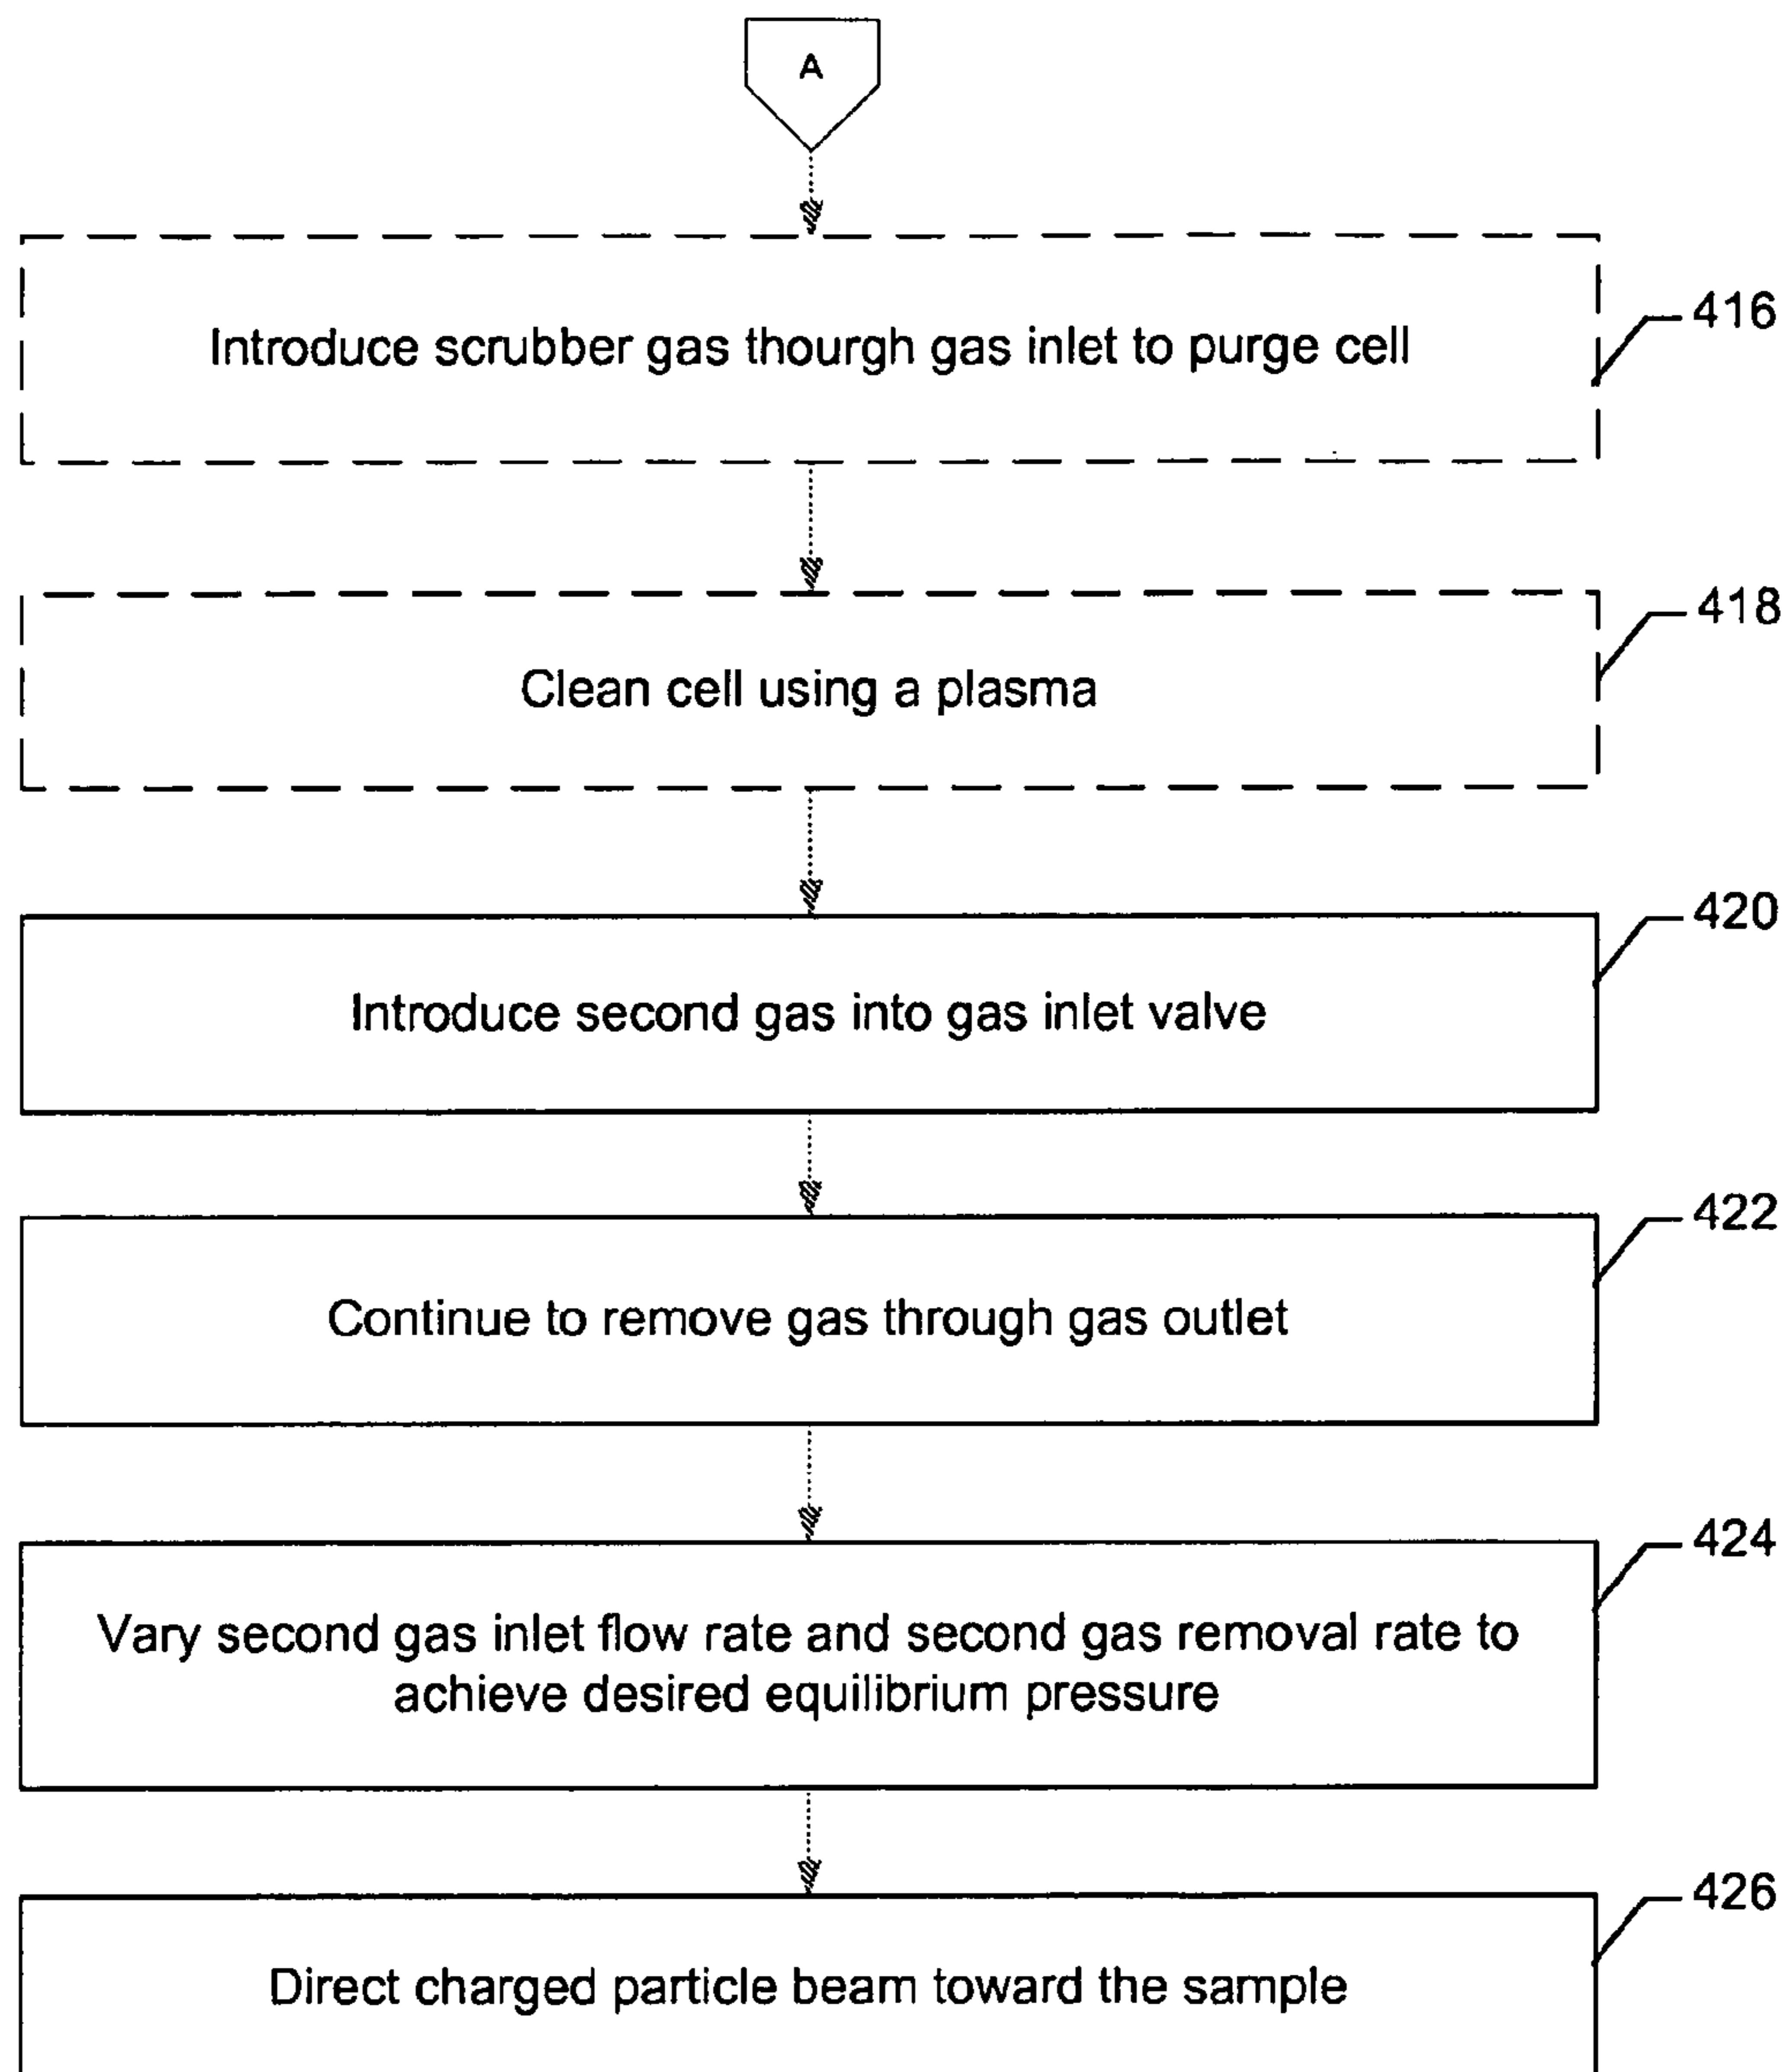 A
Introduce scrubber gas thourgh gas inlet to purge cell
416
Clean cell using a plasma
418
Introduce second gas into gas inlet valve
420
Continue to remove gas through gas outlet
422
Vary second gas inlet flow rate and second gas removal rate to
achieve desired equilibrium pressure
424
Direct charged particle beam toward the sample
426